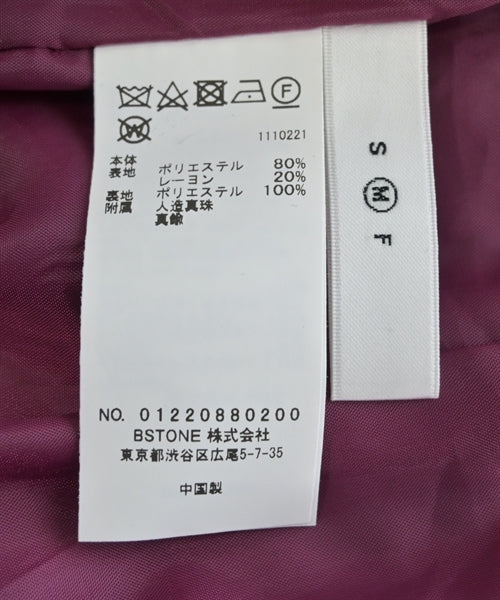 F
W
1110221
本体
表地 ポリエステル 80%
レーヨン 20%
裏地 ポリエステル 100%
附属 人造真珠
真鍮
NO. 01220880200
BSTONE 株式会社
東京都渋谷区広尾5-7-35
中国製
S M F